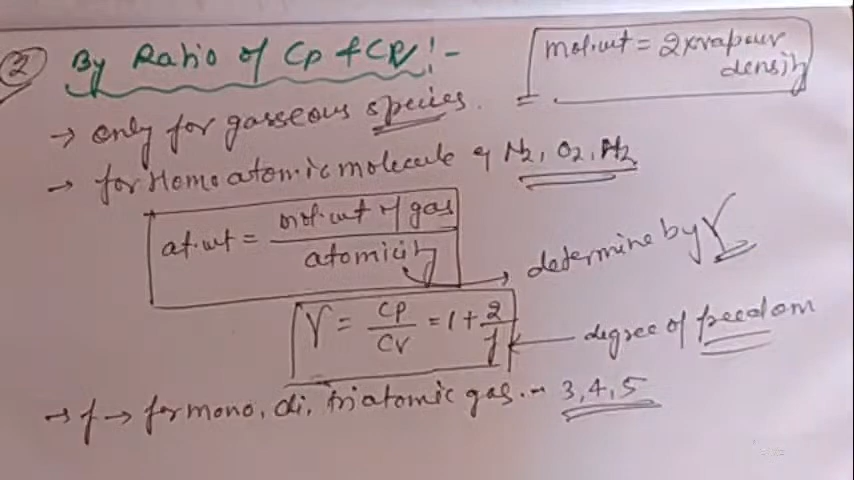 ② By Ratio of Cp & Cv :-
mol.wt = 2×vapour
density
→ only for gasseous species.
→ for Homoatomic molecule eg N2, O2, H2
at.wt = mol.wt of gas / atomicity
→ determine by γ
γ = Cp/Cv = 1 + 2/f
← degree of freedom
→ f → for mono, di, triatomic gas.- 3,4,5